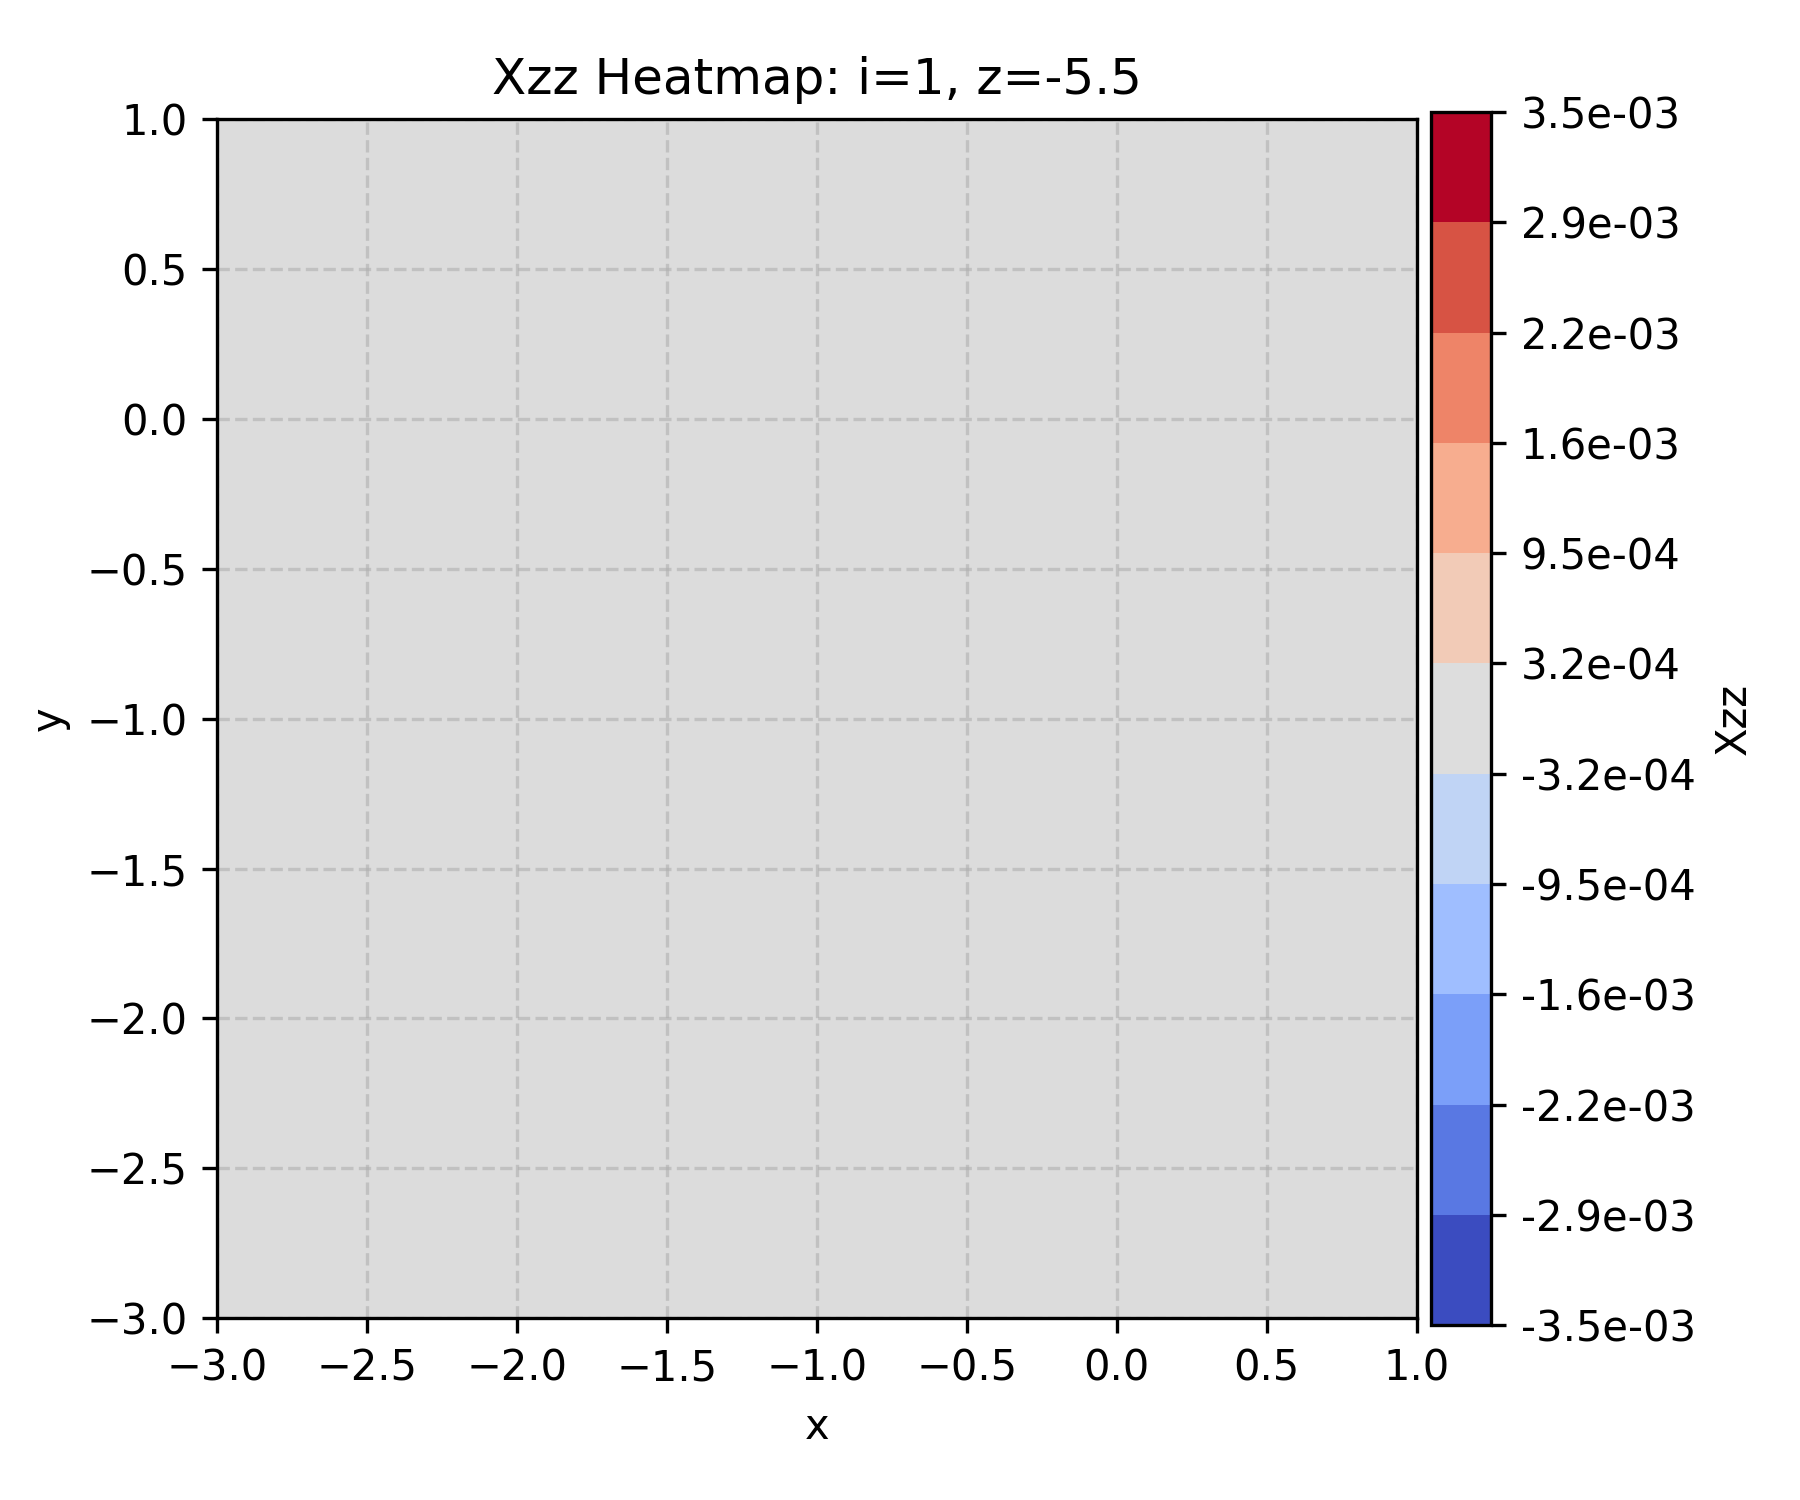 Xzz Heatmap: i=1, z=-5.5
1.0
0.5
0.0
−0.5
−1.0
−1.5
−2.0
−2.5
−3.0
y
−3.0 −2.5 −2.0 −1.5 −1.0 −0.5 0.0 0.5 1.0
x
3.5e-03
2.9e-03
2.2e-03
1.6e-03
9.5e-04
3.2e-04
-3.2e-04
-9.5e-04
-1.6e-03
-2.2e-03
-2.9e-03
-3.5e-03
Xzz